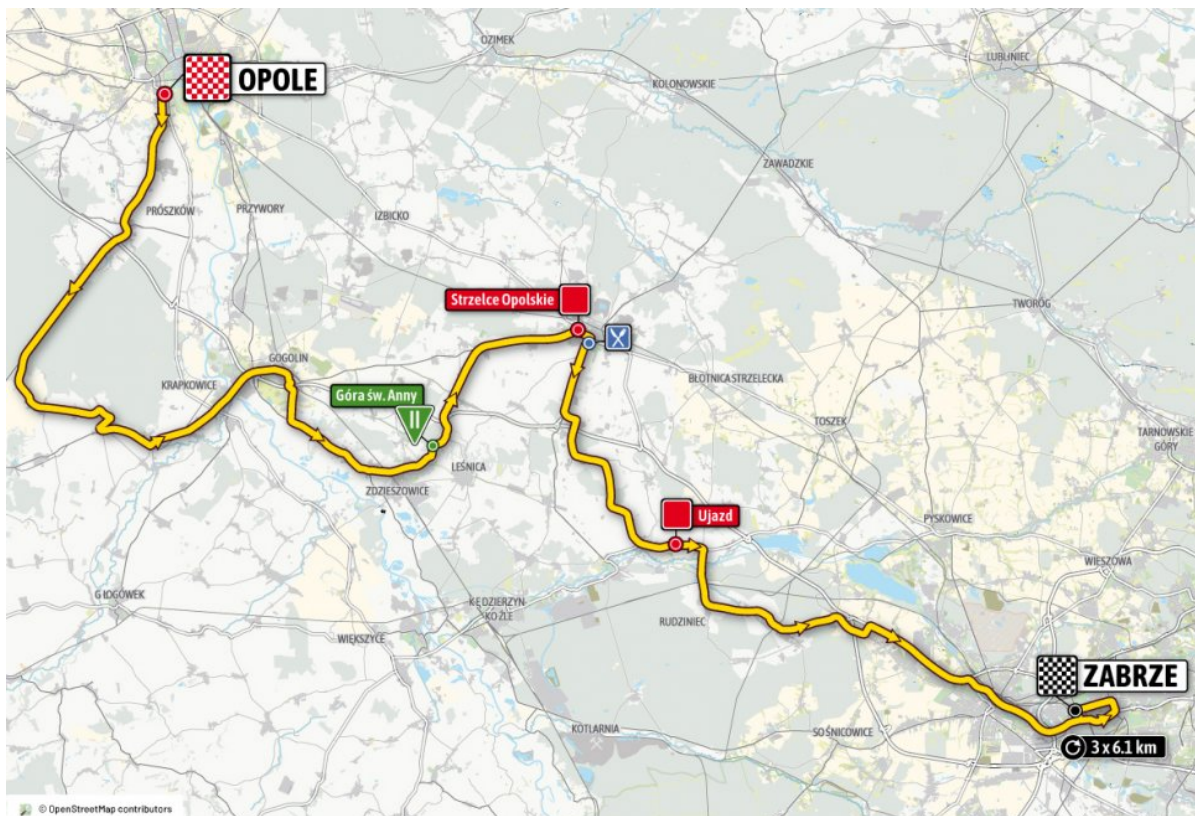 OPOLE
OZIMEK
LUBLINIEC
KOLONOWSKIE
ZAWADZKIE
PRÓSZKÓW
PRZYWORY
IZBICKO
Strzelce Opolskie
TWORÓG
GOGOLIN
KRAPKOWICE
BŁOTNICA STRZELECKA
Góra św. Anny
II
TOSZEK
TARNOWSKIE
GÓRY
LEŚNICA
ZDZIESZOWICE
Ujazd
PYSKOWICE
WIESZOWA
GŁOGÓWEK
KĘDZIERZYN
KOŹLE
WIĘKSZYCE
RUDZINIEC
ZABRZE
KOTLARNIA
SOŚNICOWICE
3 x 6.1 km
© OpenStreetMap contributors